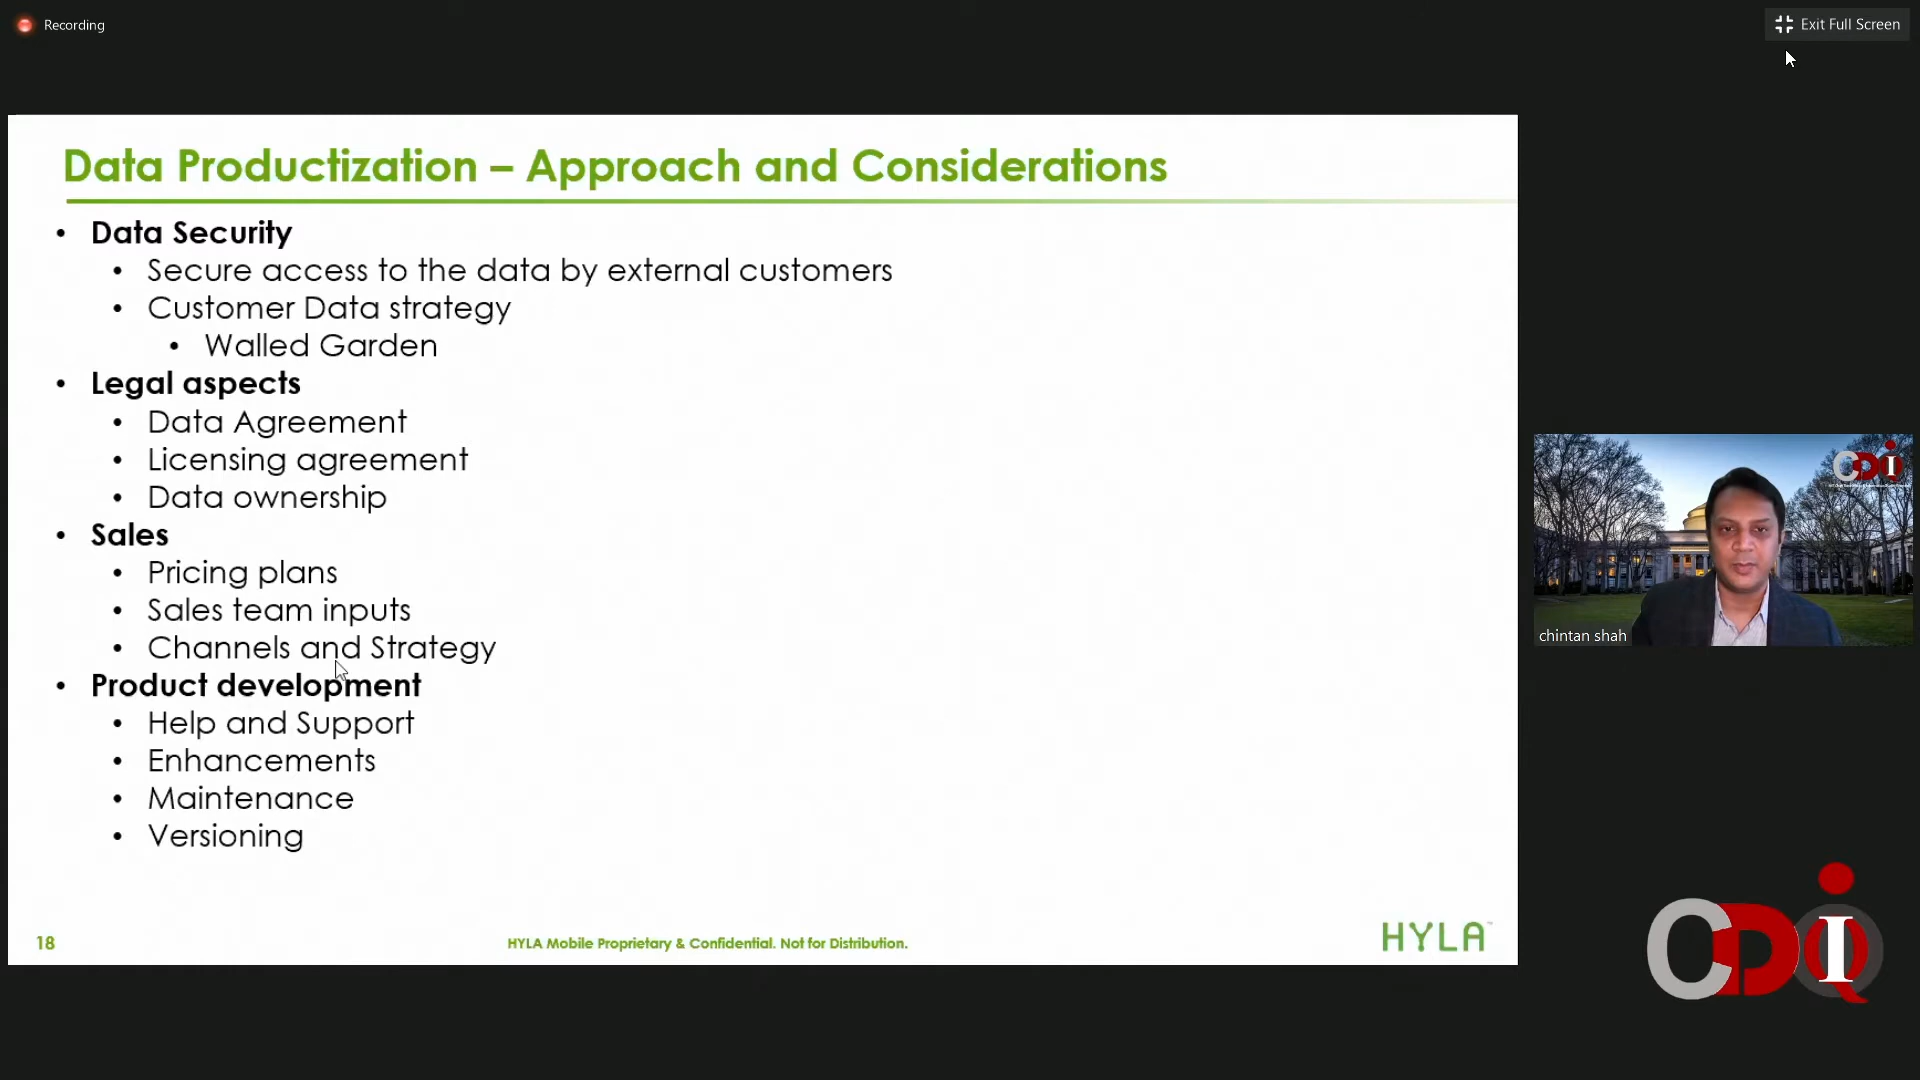 Recording
Exit Full Screen
Data Productization – Approach and Considerations
• Data Security
• Secure access to the data by external customers
• Customer Data strategy
• Walled Garden
• Legal aspects
• Data Agreement
• Licensing agreement
• Data ownership
• Sales
• Pricing plans
• Sales team inputs
• Channels and Strategy
• Product development
• Help and Support
• Enhancements
• Maintenance
• Versioning
18
HYLA Mobile Proprietary & Confidential. Not for Distribution.
HYLA™
CDIQ
chintan shah
CDIQ